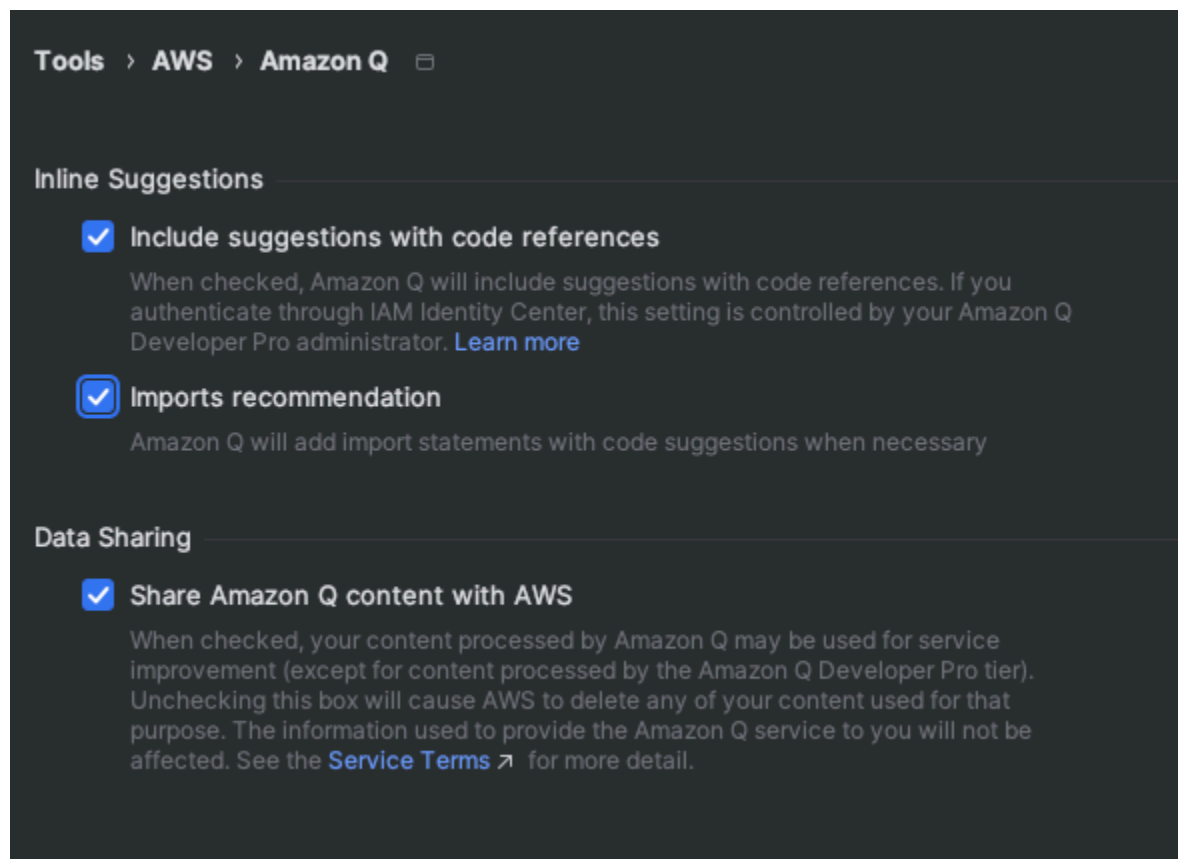 Tools › AWS › Amazon Q
Inline Suggestions
Include suggestions with code references
When checked, Amazon Q will include suggestions with code references. If you
authenticate through IAM Identity Center, this setting is controlled by your Amazon Q
Developer Pro administrator. Learn more
Imports recommendation
Amazon Q will add import statements with code suggestions when necessary
Data Sharing
Share Amazon Q content with AWS
When checked, your content processed by Amazon Q may be used for service
improvement (except for content processed by the Amazon Q Developer Pro tier).
Unchecking this box will cause AWS to delete any of your content used for that
purpose. The information used to provide the Amazon Q service to you will not be
affected. See the Service Terms ↗ for more detail.